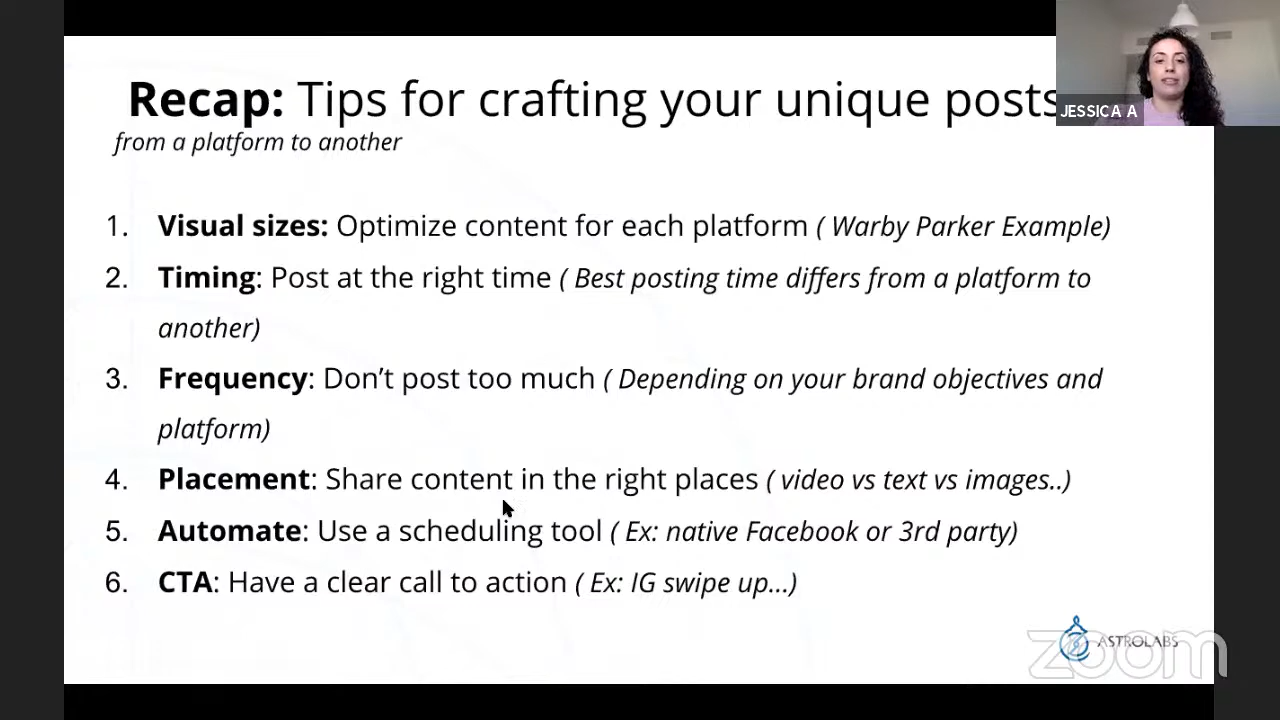 Recap: Tips for crafting your unique posts
JESSICA A
from a platform to another
1. Visual sizes: Optimize content for each platform ( Warby Parker Example)
2. Timing: Post at the right time ( Best posting time differs from a platform to
another)
3. Frequency: Don’t post too much ( Depending on your brand objectives and
platform)
4. Placement: Share content in the right places ( video vs text vs images..)
5. Automate: Use a scheduling tool ( Ex: native Facebook or 3rd party)
6. CTA: Have a clear call to action ( Ex: IG swipe up...)
ASTROLABS
zoom